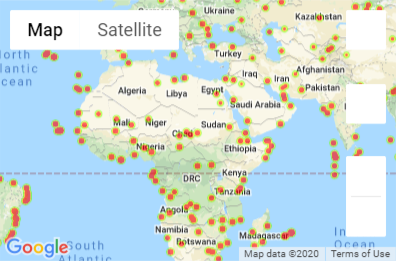 Ukraine
Kazakhstan
Map
Satellite
North
Atlantic
Ocean
Iraq
Iran
Afghanistan
Pakistan
Algeria
Libya
Egypt
Saudi Arabia
Mali
Niger
Chad
Sudan
Nigeria
Ethiopia
Kenya
DRC
Tanzania
Angola
Namibia
Botswana
Madagascar
South
Atlantic
Google
Map data ©2020
Terms of Use